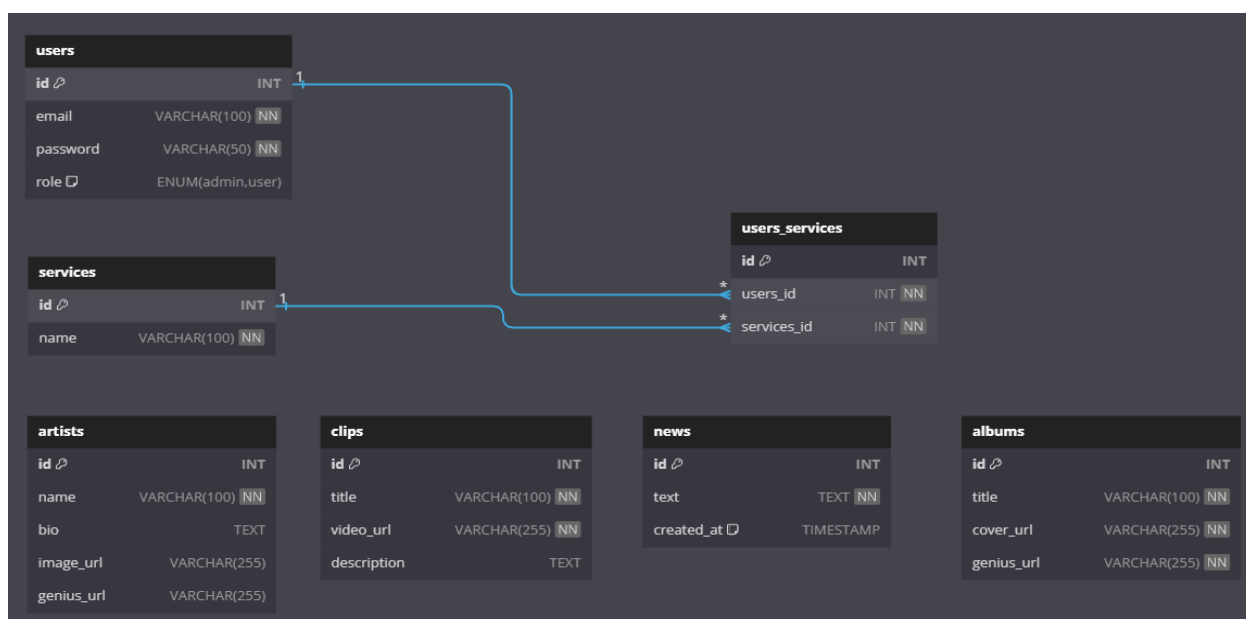 users
id INT
email VARCHAR(100) NN
password VARCHAR(50) NN
role ENUM(admin,user)
1
services
id INT
name VARCHAR(100) NN
1
users_services
id INT
* users_id INT NN
* services_id INT NN
artists
id INT
name VARCHAR(100) NN
bio TEXT
image_url VARCHAR(255)
genius_url VARCHAR(255)
clips
id INT
title VARCHAR(100) NN
video_url VARCHAR(255) NN
description TEXT
news
id INT
text TEXT NN
created_at TIMESTAMP
albums
id INT
title VARCHAR(100) NN
cover_url VARCHAR(255) NN
genius_url VARCHAR(255) NN